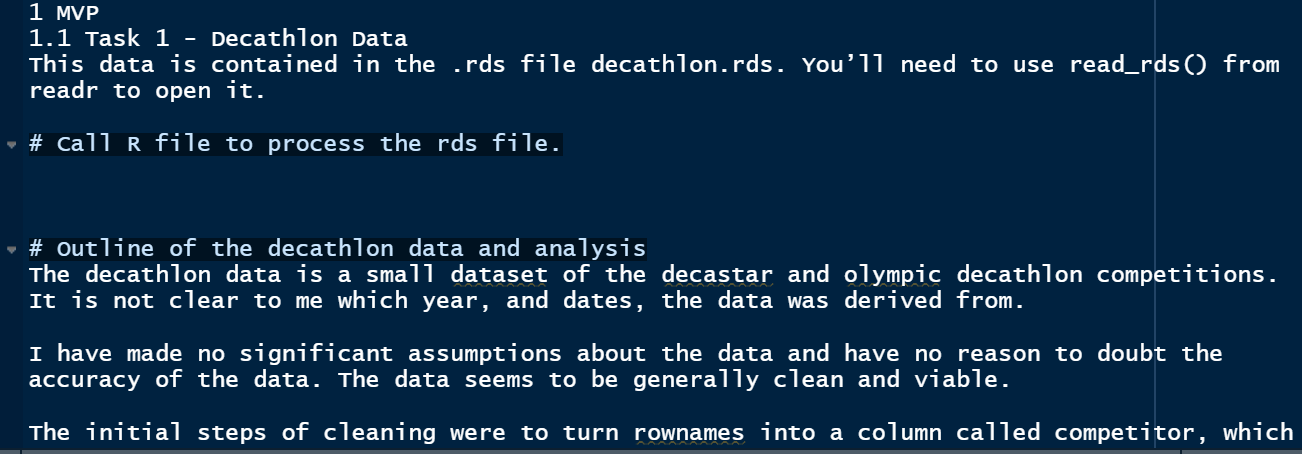 1 MVP
1.1 Task 1 – Decathlon Data
This data is contained in the .rds file decathlon.rds. You’ll need to use read_rds() from
readr to open it.
# Call R file to process the rds file.
# Outline of the decathlon data and analysis
The decathlon data is a small dataset of the decastar and olympic decathlon competitions.
It is not clear to me which year, and dates, the data was derived from.
I have made no significant assumptions about the data and have no reason to doubt the
accuracy of the data. The data seems to be generally clean and viable.
The initial steps of cleaning were to turn rownames into a column called competitor, which